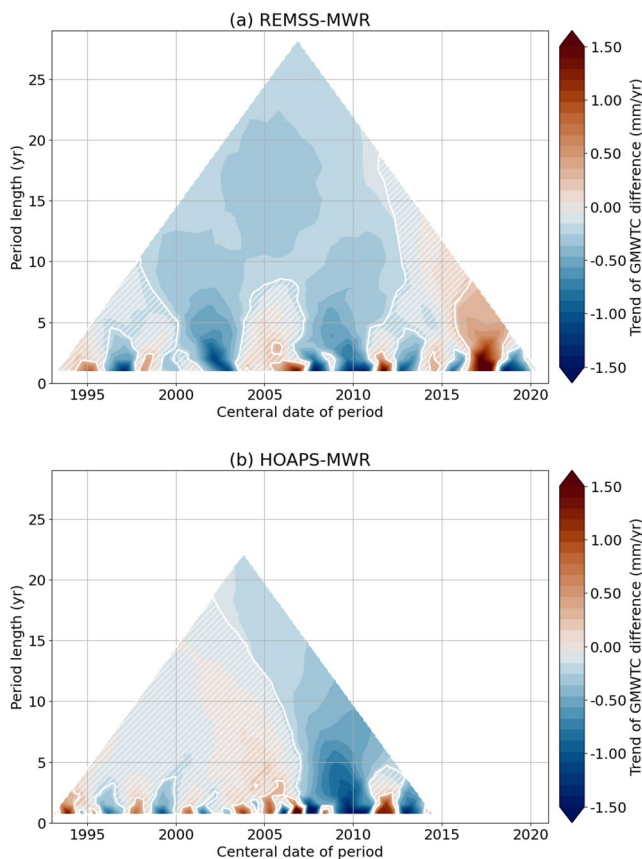 (a) REMSS-MWR
25
20
15
10
5
0
Period length (yr)
1995 2000 2005 2010 2015 2020
Centeral date of period
1.50
1.00
0.50
0.00
-0.50
-1.00
-1.50
Trend of GMWTC difference (mm/yr)
(b) HOAPS-MWR
25
20
15
10
5
0
Period length (yr)
1995 2000 2005 2010 2015 2020
Centeral date of period
1.50
1.00
0.50
0.00
-0.50
-1.00
-1.50
Trend of GMWTC difference (mm/yr)